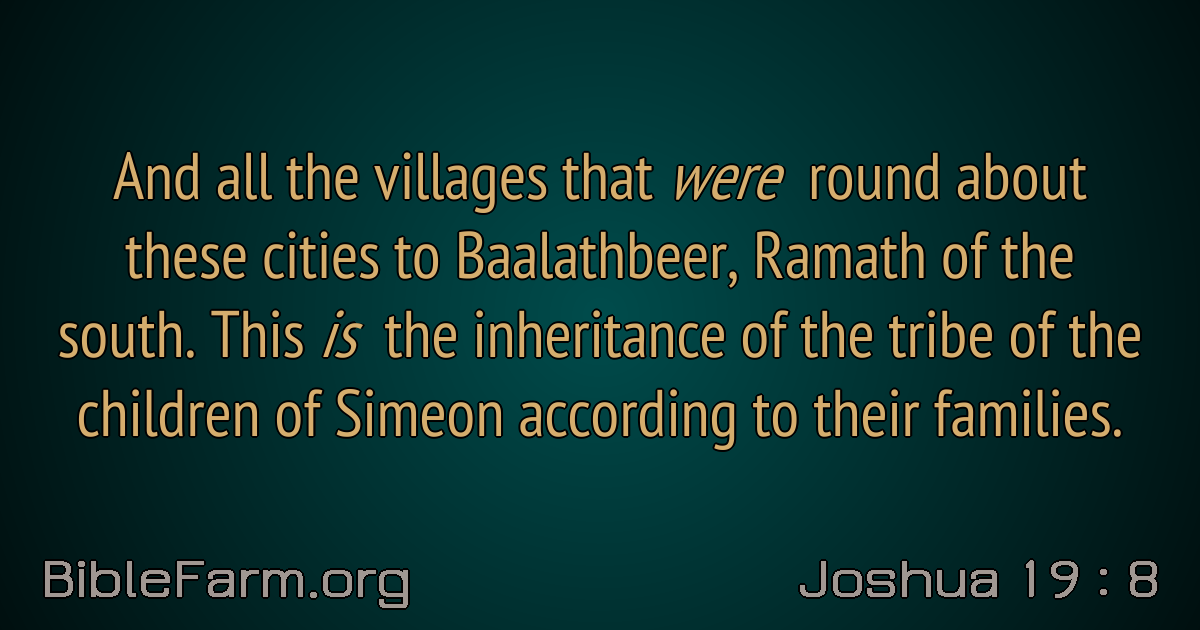 And all the villages that were round about
these cities to Baalathbeer, Ramath of the
south. This is the inheritance of the tribe of the
children of Simeon according to their families.
BibleFarm.org
Joshua 19 : 8